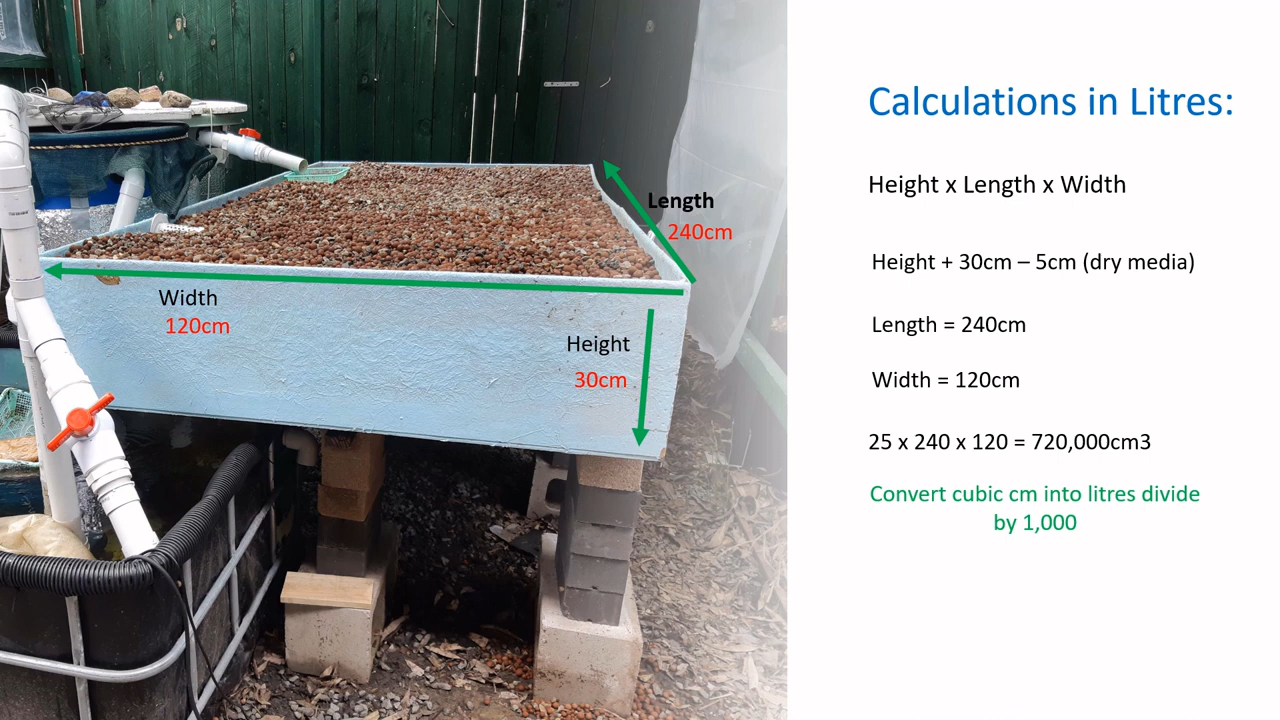 Calculations in Litres:
Height x Length x Width
Height + 30cm – 5cm (dry media)
Length = 240cm
Width = 120cm
25 x 240 x 120 = 720,000cm3
Convert cubic cm into litres divide
by 1,000
Length
240cm
Width
120cm
Height
30cm